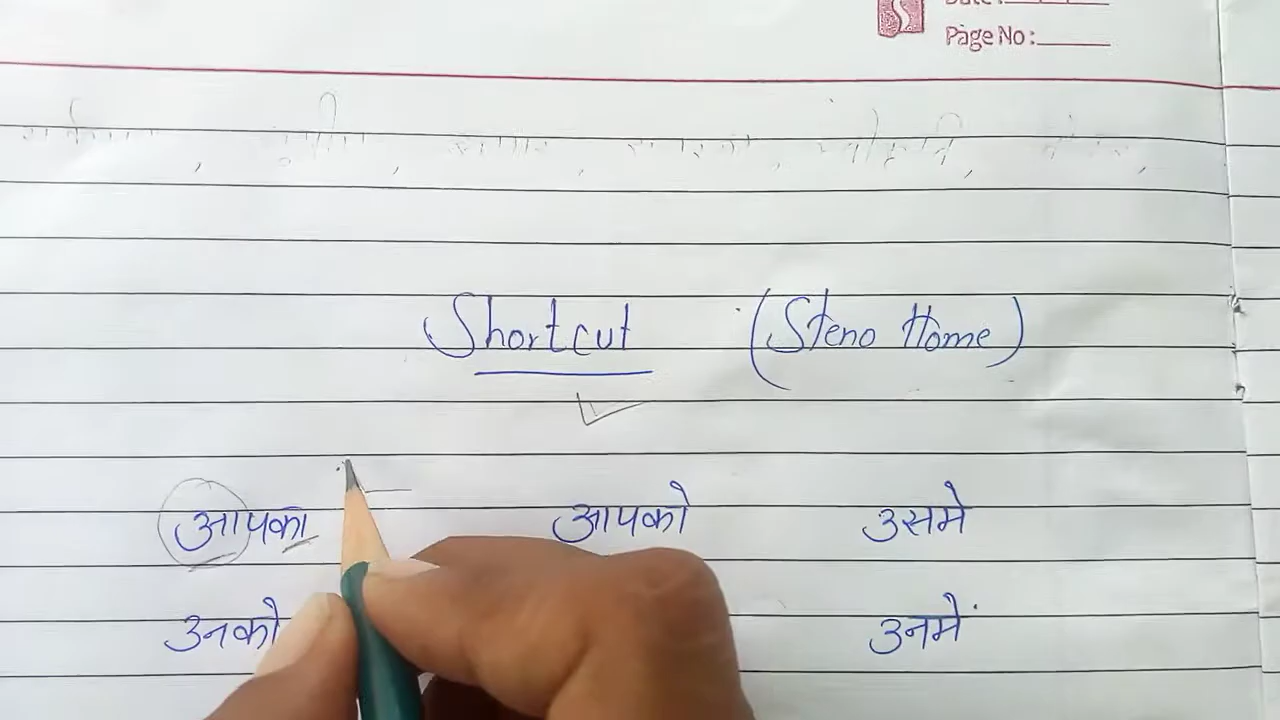 Page No :
Shortcut (Steno Home)
आपका आपको उसमे
उनको उनमें